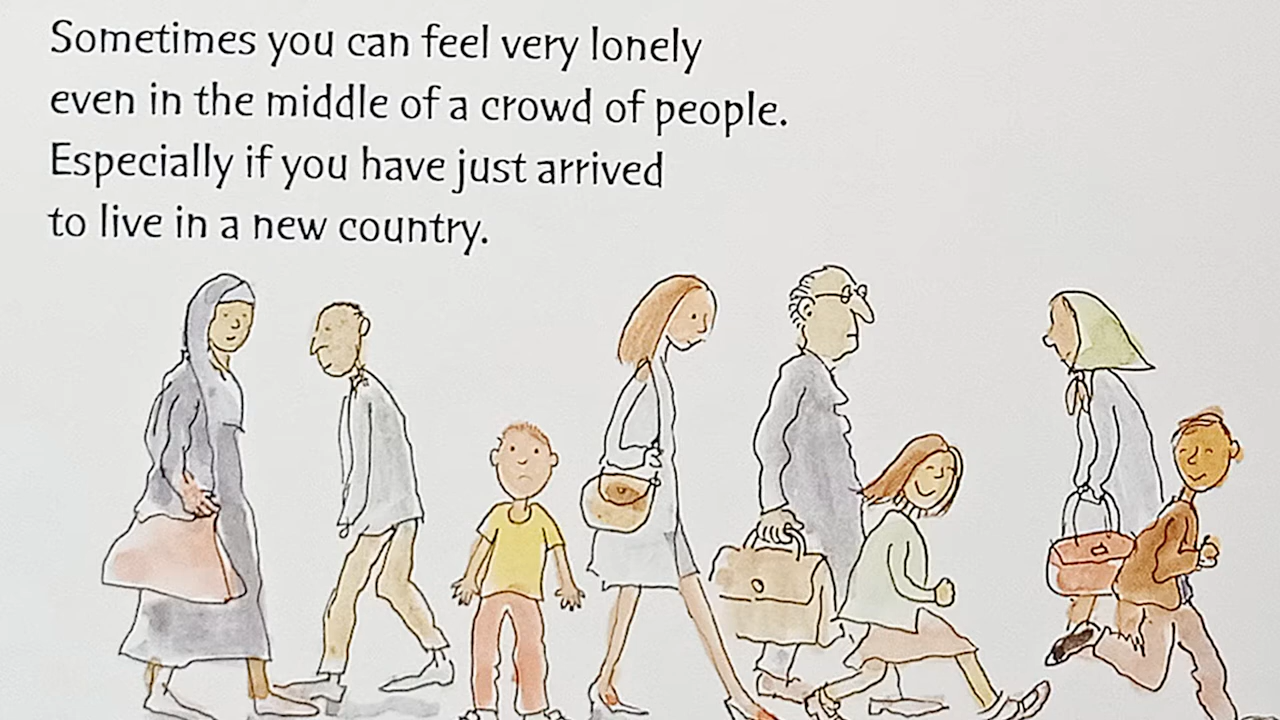 Sometimes you can feel very lonely
even in the middle of a crowd of people.
Especially if you have just arrived
to live in a new country.